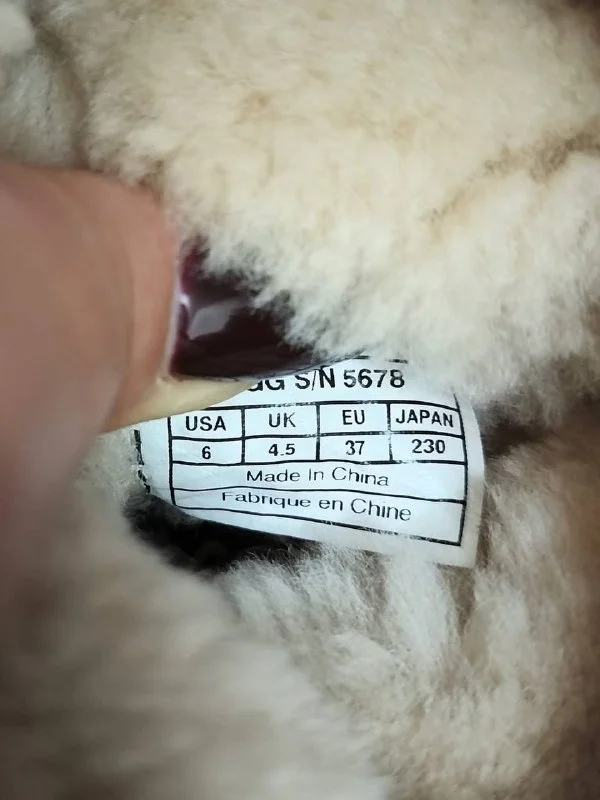 GG S/N 5678
USA UK EU JAPAN
6 4.5 37 230
Made In China
Fabrique en Chine